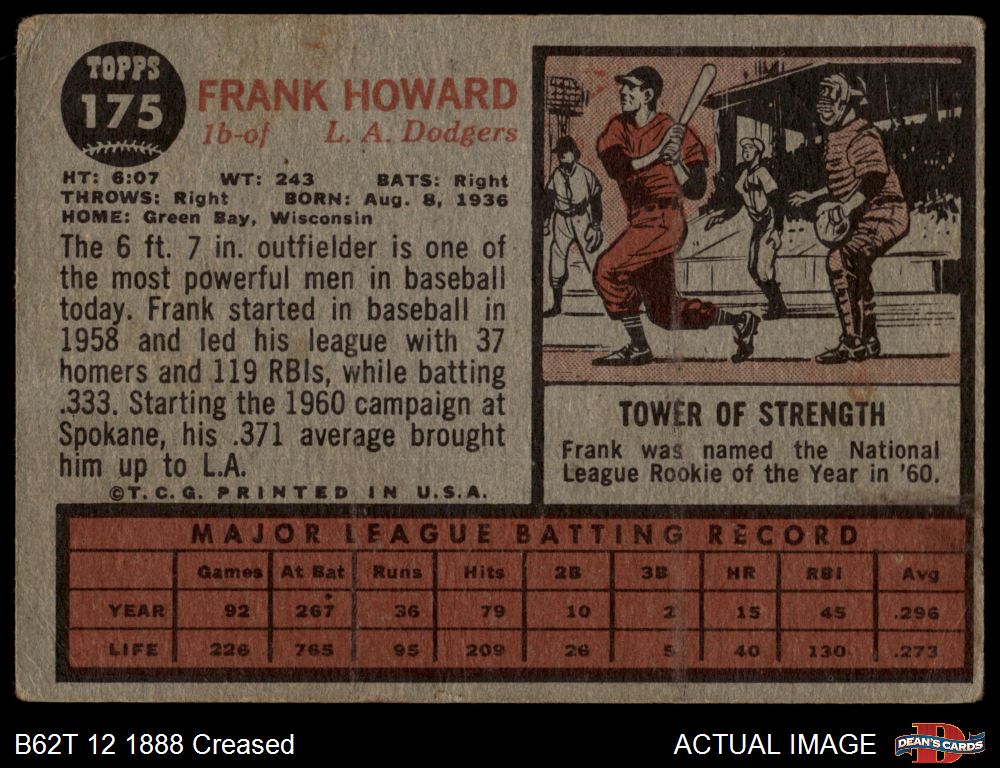 TOPPS
175
FRANK HOWARD
1b-of L. A. Dodgers
HT: 6:07 WT: 243 BATS: Right
THROWS: Right BORN: Aug. 8, 1936
HOME: Green Bay, Wisconsin
The 6 ft. 7 in. outfielder is one of
the most powerful men in baseball
today. Frank started in baseball in
1958 and led his league with 37
homers and 119 RBIs, while batting
.333. Starting the 1960 campaign at
Spokane, his .371 average brought
him up to L.A.
©T.C.G. PRINTED IN U.S.A.
TOWER OF STRENGTH
Frank was named the National
League Rookie of the Year in '60.
MAJOR LEAGUE BATTING RECORD
Games At Bat Runs Hits 2B 3B HR RBI Avg
YEAR 92 267 36 79 10 2 15 45 .296
LIFE 226 765 95 209 26 5 40 130 .273
B62T 12 1888 Creased
ACTUAL IMAGE
D
DEAN'S CARDS